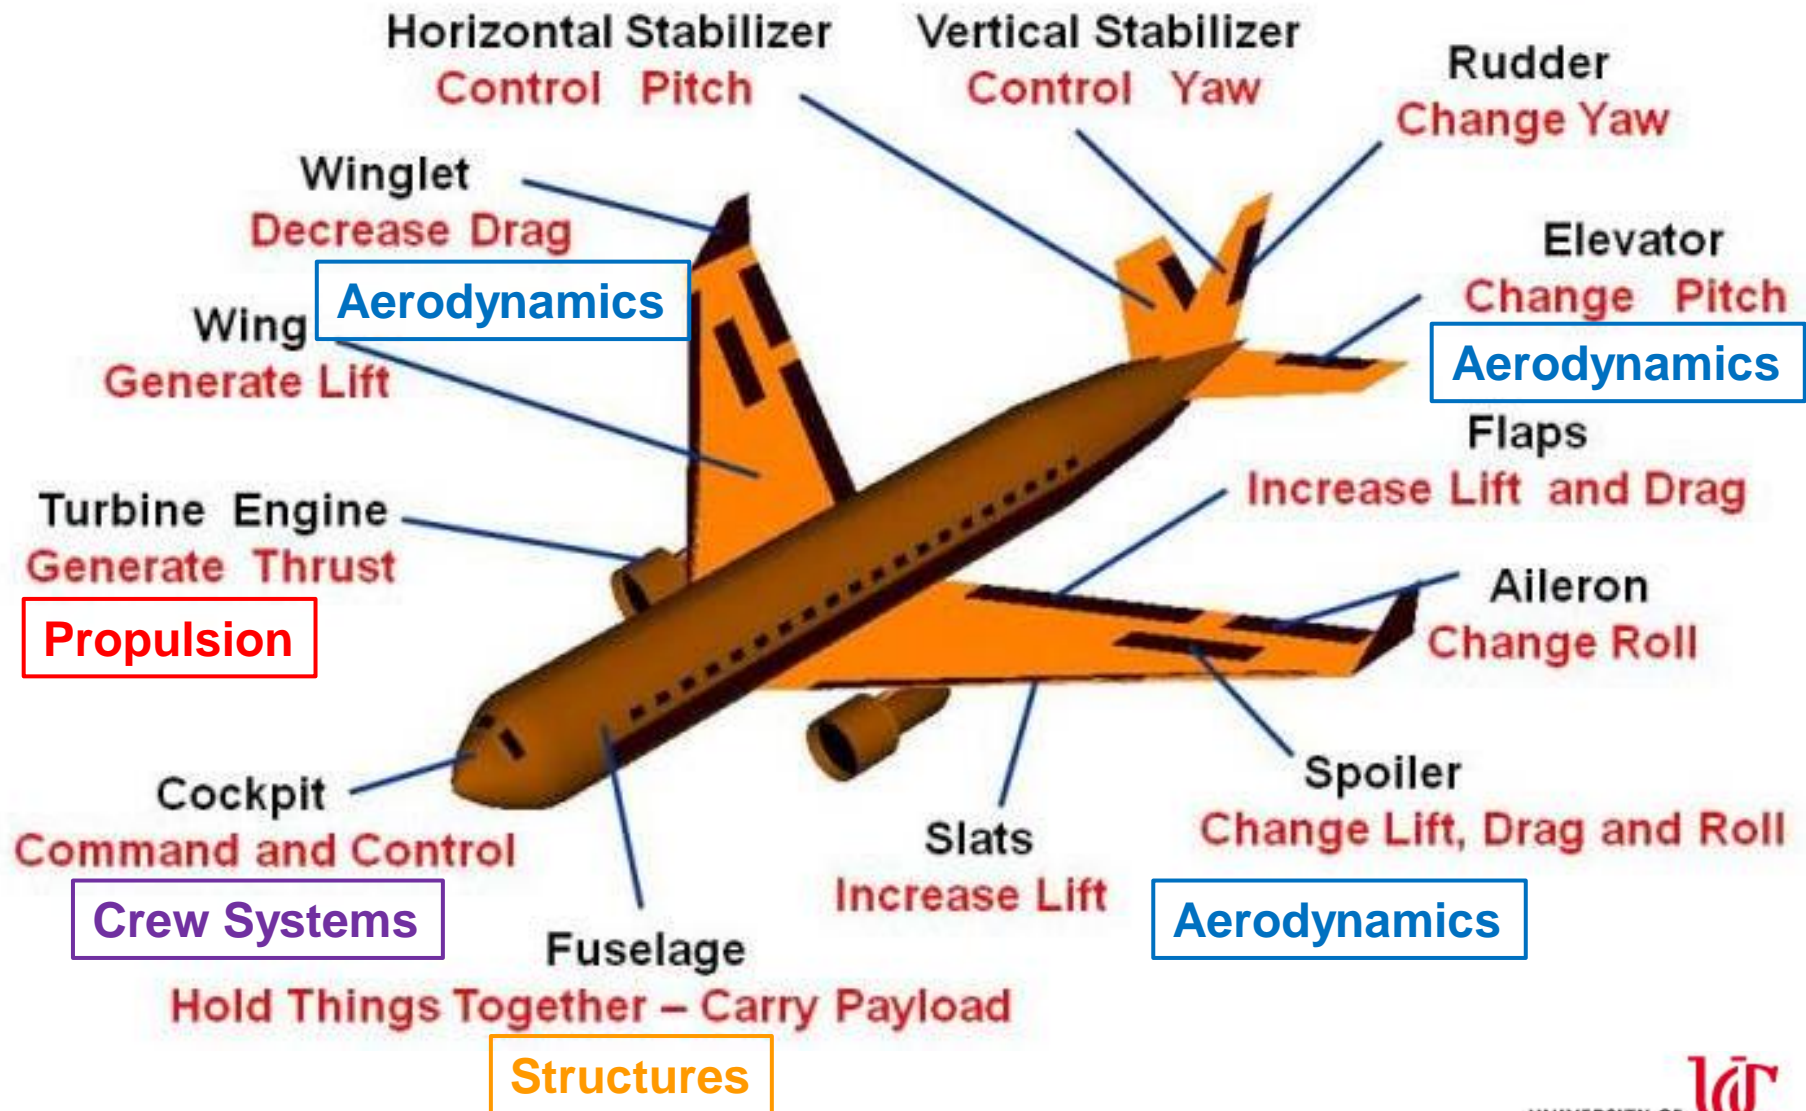 Horizontal Stabilizer
Control Pitch
Vertical Stabilizer
Control Yaw
Rudder
Change Yaw
Winglet
Decrease Drag
Aerodynamics
Wing
Generate Lift
Elevator
Change Pitch
Aerodynamics
Flaps
Increase Lift and Drag
Turbine Engine
Generate Thrust
Propulsion
Aileron
Change Roll
Cockpit
Command and Control
Crew Systems
Spoiler
Change Lift, Drag and Roll
Slats
Increase Lift
Aerodynamics
Fuselage
Hold Things Together – Carry Payload
Structures